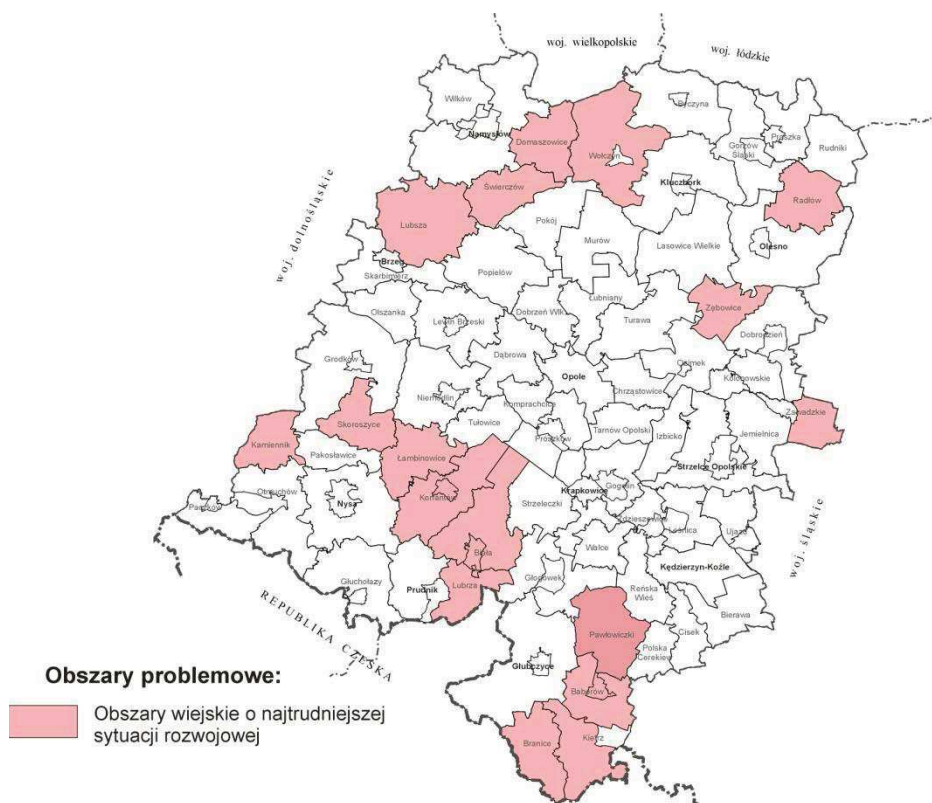 woj. wielkopolskie
woj. łódzkie
Wilków
Byczyna
Namysłów
Domaszowice
Wołczyn
Gorzów
Śląski
Praszka
Rudniki
Kluczbork
Świerczów
Radłów
Lubsza
Pokój
Murów
Lasowice Wielkie
Olesno
woj. dolnośląskie
Brzeg
Skarbimierz
Popielów
Zębowice
Olszanka
Lewin Brzeski
Dobrzeń Wlk.
Łubniany
Turawa
Dobrodzień
Grodków
Dąbrowa
Opole
Ozimek
Kolonowskie
Niemodlin
Komprachcice
Chrząstowice
Zawadzkie
Skoroszyce
Tułowice
Prószków
Tarnów Opolski
Izbicko
Jemielnica
Kamiennik
Pakosławice
Łambinowice
Strzelce Opolskie
Otmuchów
Korfantów
Krapkowice
Gogolin
Paczków
Nysa
Strzeleczki
Zdzieszowice
Leśnica
Ujazd
woj. śląskie
Walce
Biała
Kędzierzyn-Koźle
Głuchołazy
Prudnik
Lubrza
Głogówek
Reńska
Wieś
Bierawa
REPUBLIKA CZESKA
Pawłowiczki
Cisek
Polska
Cerekiew
Głubczyce
Baborów
Branice
Kietrz
Obszary problemowe:
Obszary wiejskie o najtrudniejszej
sytuacji rozwojowej